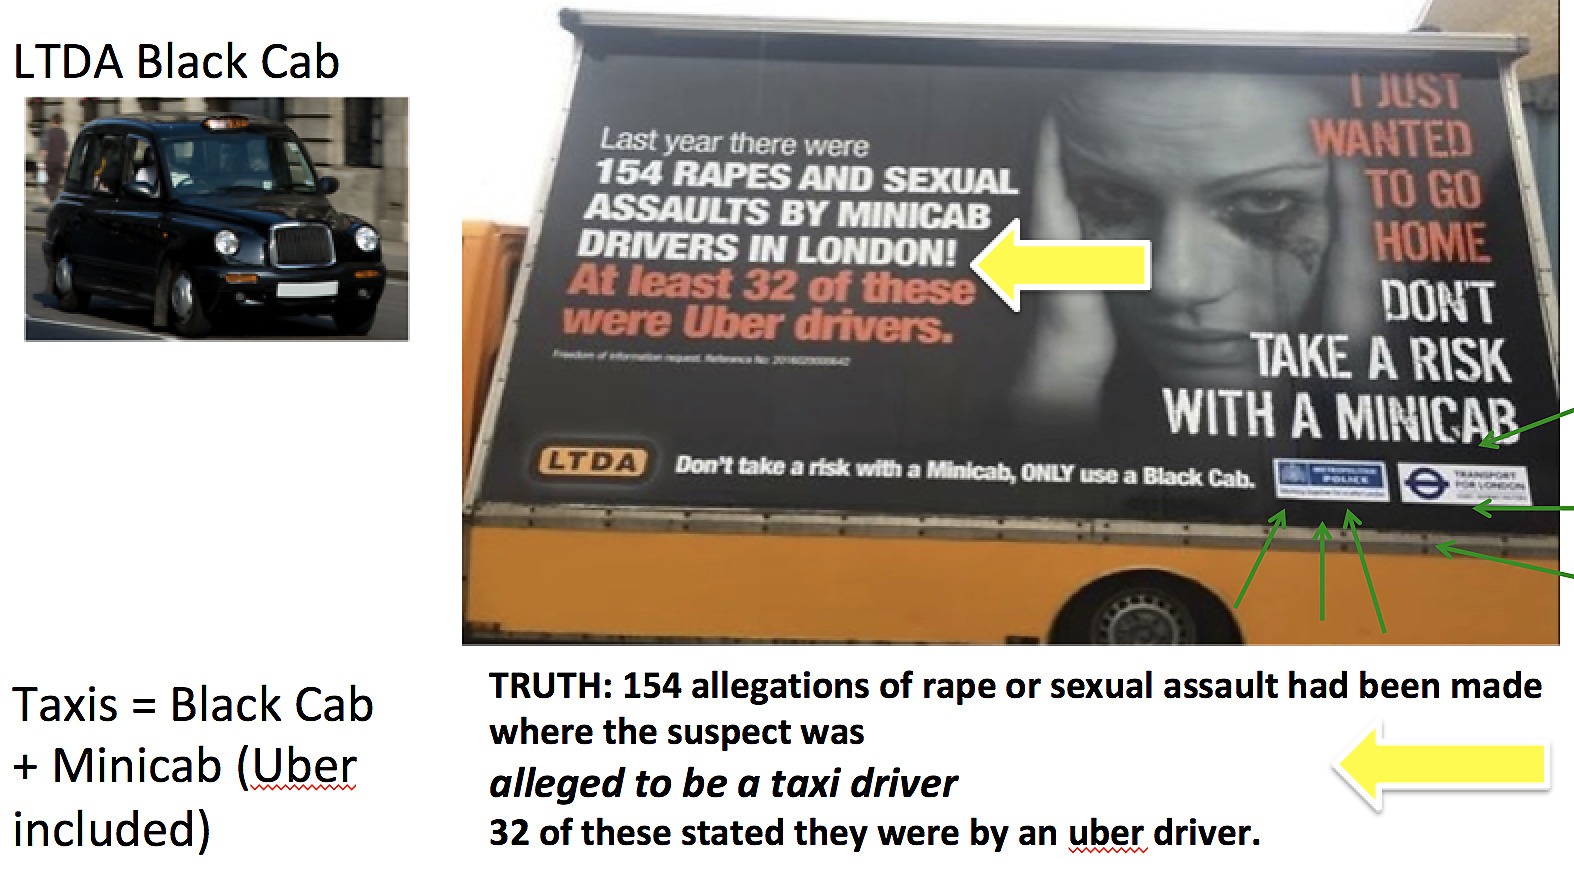 LTDA Black Cab
Last year there were
154 RAPES AND SEXUAL
ASSAULTS BY MINICAB
DRIVERS IN LONDON!
At least 32 of these
were Uber drivers.
Freedom of information request. Reference No:
I JUST
WANTED
TO GO
HOME
DON'T
TAKE A RISK
WITH A MINICAB
LTDA
Don't take a risk with a Minicab, ONLY use a Black Cab.
METROPOLITAN
POLICE
TRANSPORT
FOR LONDON
Taxis = Black Cab
+ Minicab (Uber
included)
TRUTH: 154 allegations of rape or sexual assault had been made
where the suspect was
alleged to be a taxi driver
32 of these stated they were by an uber driver.